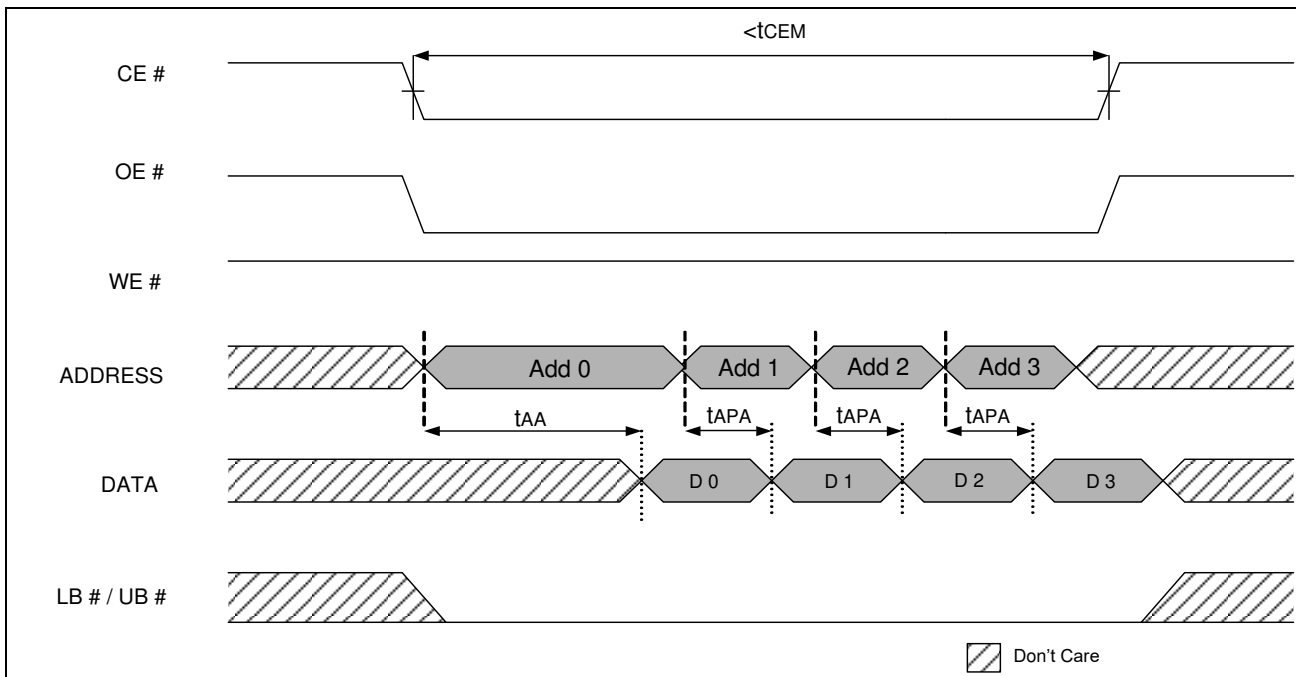 <tCEM
CE #
OE #
WE #
ADDRESS
Add 0
Add 1
Add 2
Add 3
tAA
tAPA
tAPA
tAPA
DATA
D 0
D 1
D 2
D 3
LB # / UB #
Don't Care